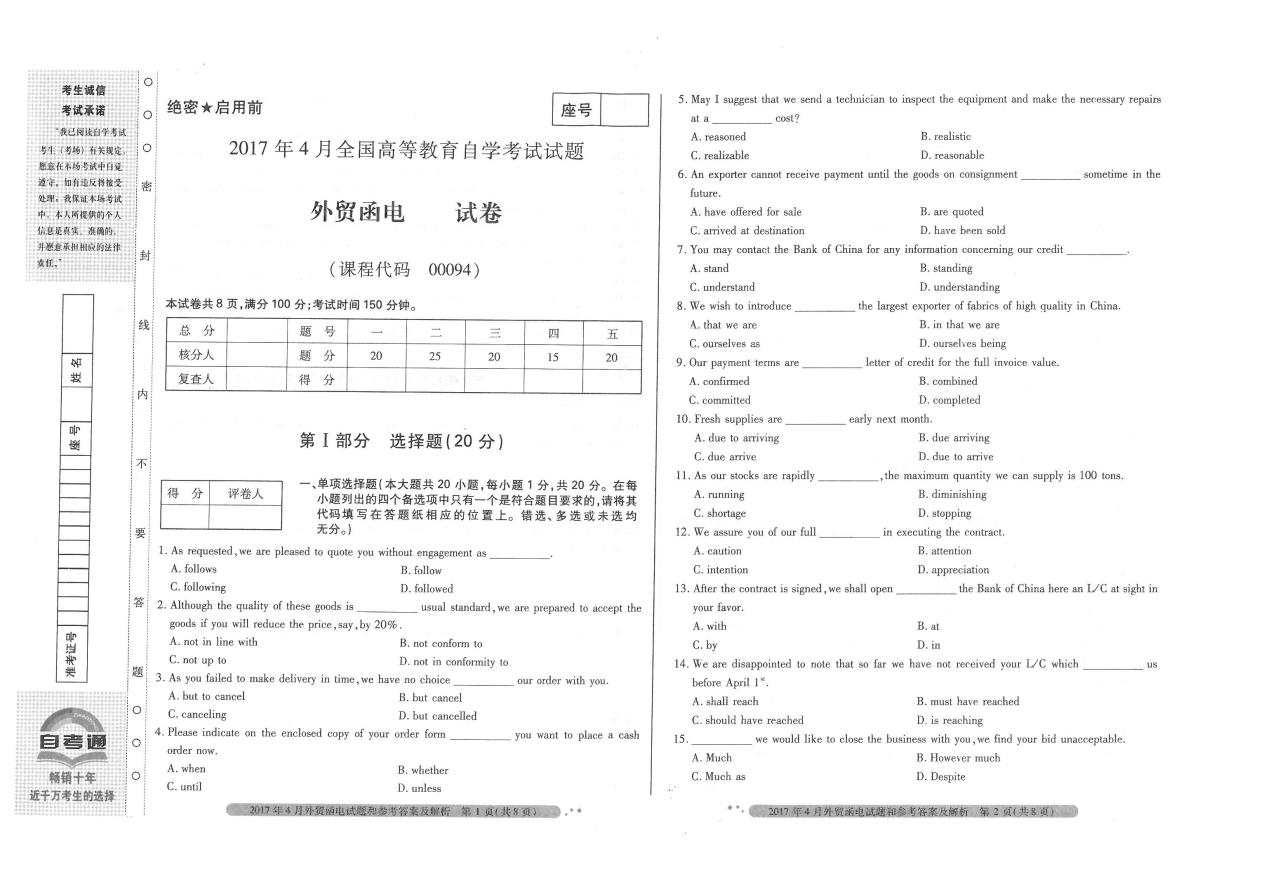 考生诚信
考试承诺
"我已阅读自学考试
考生（考场）有关规定，
愿意在本场考试中自觉
遵守，如有违反将接受
处理；我保证本场考试
中，本人所提供的个人
信息是真实、准确的，
并愿意承担相应的法律
责任。"
姓名
座号
准考证号
自考通
畅销十年
近千万考生的选择
密
封
线
内
不
要
答
题
绝密★启用前
座号
2017年4月全国高等教育自学考试试题
外贸函电 试卷
（课程代码 00094）
本试卷共8页,满分100分;考试时间150分钟。
总 分 题 号 一 二 三 四 五
核分人 题 分 20 25 20 15 20
复查人 得 分
第Ⅰ部分 选择题(20分)
得 分 评卷人
一、单项选择题(本大题共20小题,每小题1分,共20分。在每
小题列出的四个备选项中只有一个是符合题目要求的,请将其
代码填写在答题纸相应的位置上。错选、多选或未选均
无分。)
1. As requested,we are pleased to quote you without engagement as __________.
A. follows B. follow
C. following D. followed
2. Although the quality of these goods is __________ usual standard,we are prepared to accept the
goods if you will reduce the price,say,by 20%.
A. not in line with B. not conform to
C. not up to D. not in conformity to
3. As you failed to make delivery in time,we have no choice __________ our order with you.
A. but to cancel B. but cancel
C. canceling D. but cancelled
4. Please indicate on the enclosed copy of your order form __________ you want to place a cash
order now.
A. when B. whether
C. until D. unless
2017年4月外贸函电试题和参考答案及解析 第1页(共8页)
5. May I suggest that we send a technician to inspect the equipment and make the necessary repairs
at a __________ cost?
A. reasoned B. realistic
C. realizable D. reasonable
6. An exporter cannot receive payment until the goods on consignment __________ sometime in the
future.
A. have offered for sale B. are quoted
C. arrived at destination D. have been sold
7. You may contact the Bank of China for any information concerning our credit __________.
A. stand B. standing
C. understand D. understanding
8. We wish to introduce __________ the largest exporter of fabrics of high quality in China.
A. that we are B. in that we are
C. ourselves as D. ourselves being
9. Our payment terms are __________ letter of credit for the full invoice value.
A. confirmed B. combined
C. committed D. completed
10. Fresh supplies are __________ early next month.
A. due to arriving B. due arriving
C. due arrive D. due to arrive
11. As our stocks are rapidly __________,the maximum quantity we can supply is 100 tons.
A. running B. diminishing
C. shortage D. stopping
12. We assure you of our full __________ in executing the contract.
A. caution B. attention
C. intention D. appreciation
13. After the contract is signed,we shall open __________ the Bank of China here an L/C at sight in
your favor.
A. with B. at
C. by D. in
14. We are disappointed to note that so far we have not received your L/C which __________ us
before April 1st.
A. shall reach B. must have reached
C. should have reached D. is reaching
15. __________ we would like to close the business with you,we find your bid unacceptable.
A. Much B. However much
C. Much as D. Despite
2017年4月外贸函电试题和参考答案及解析 第2页(共8页)